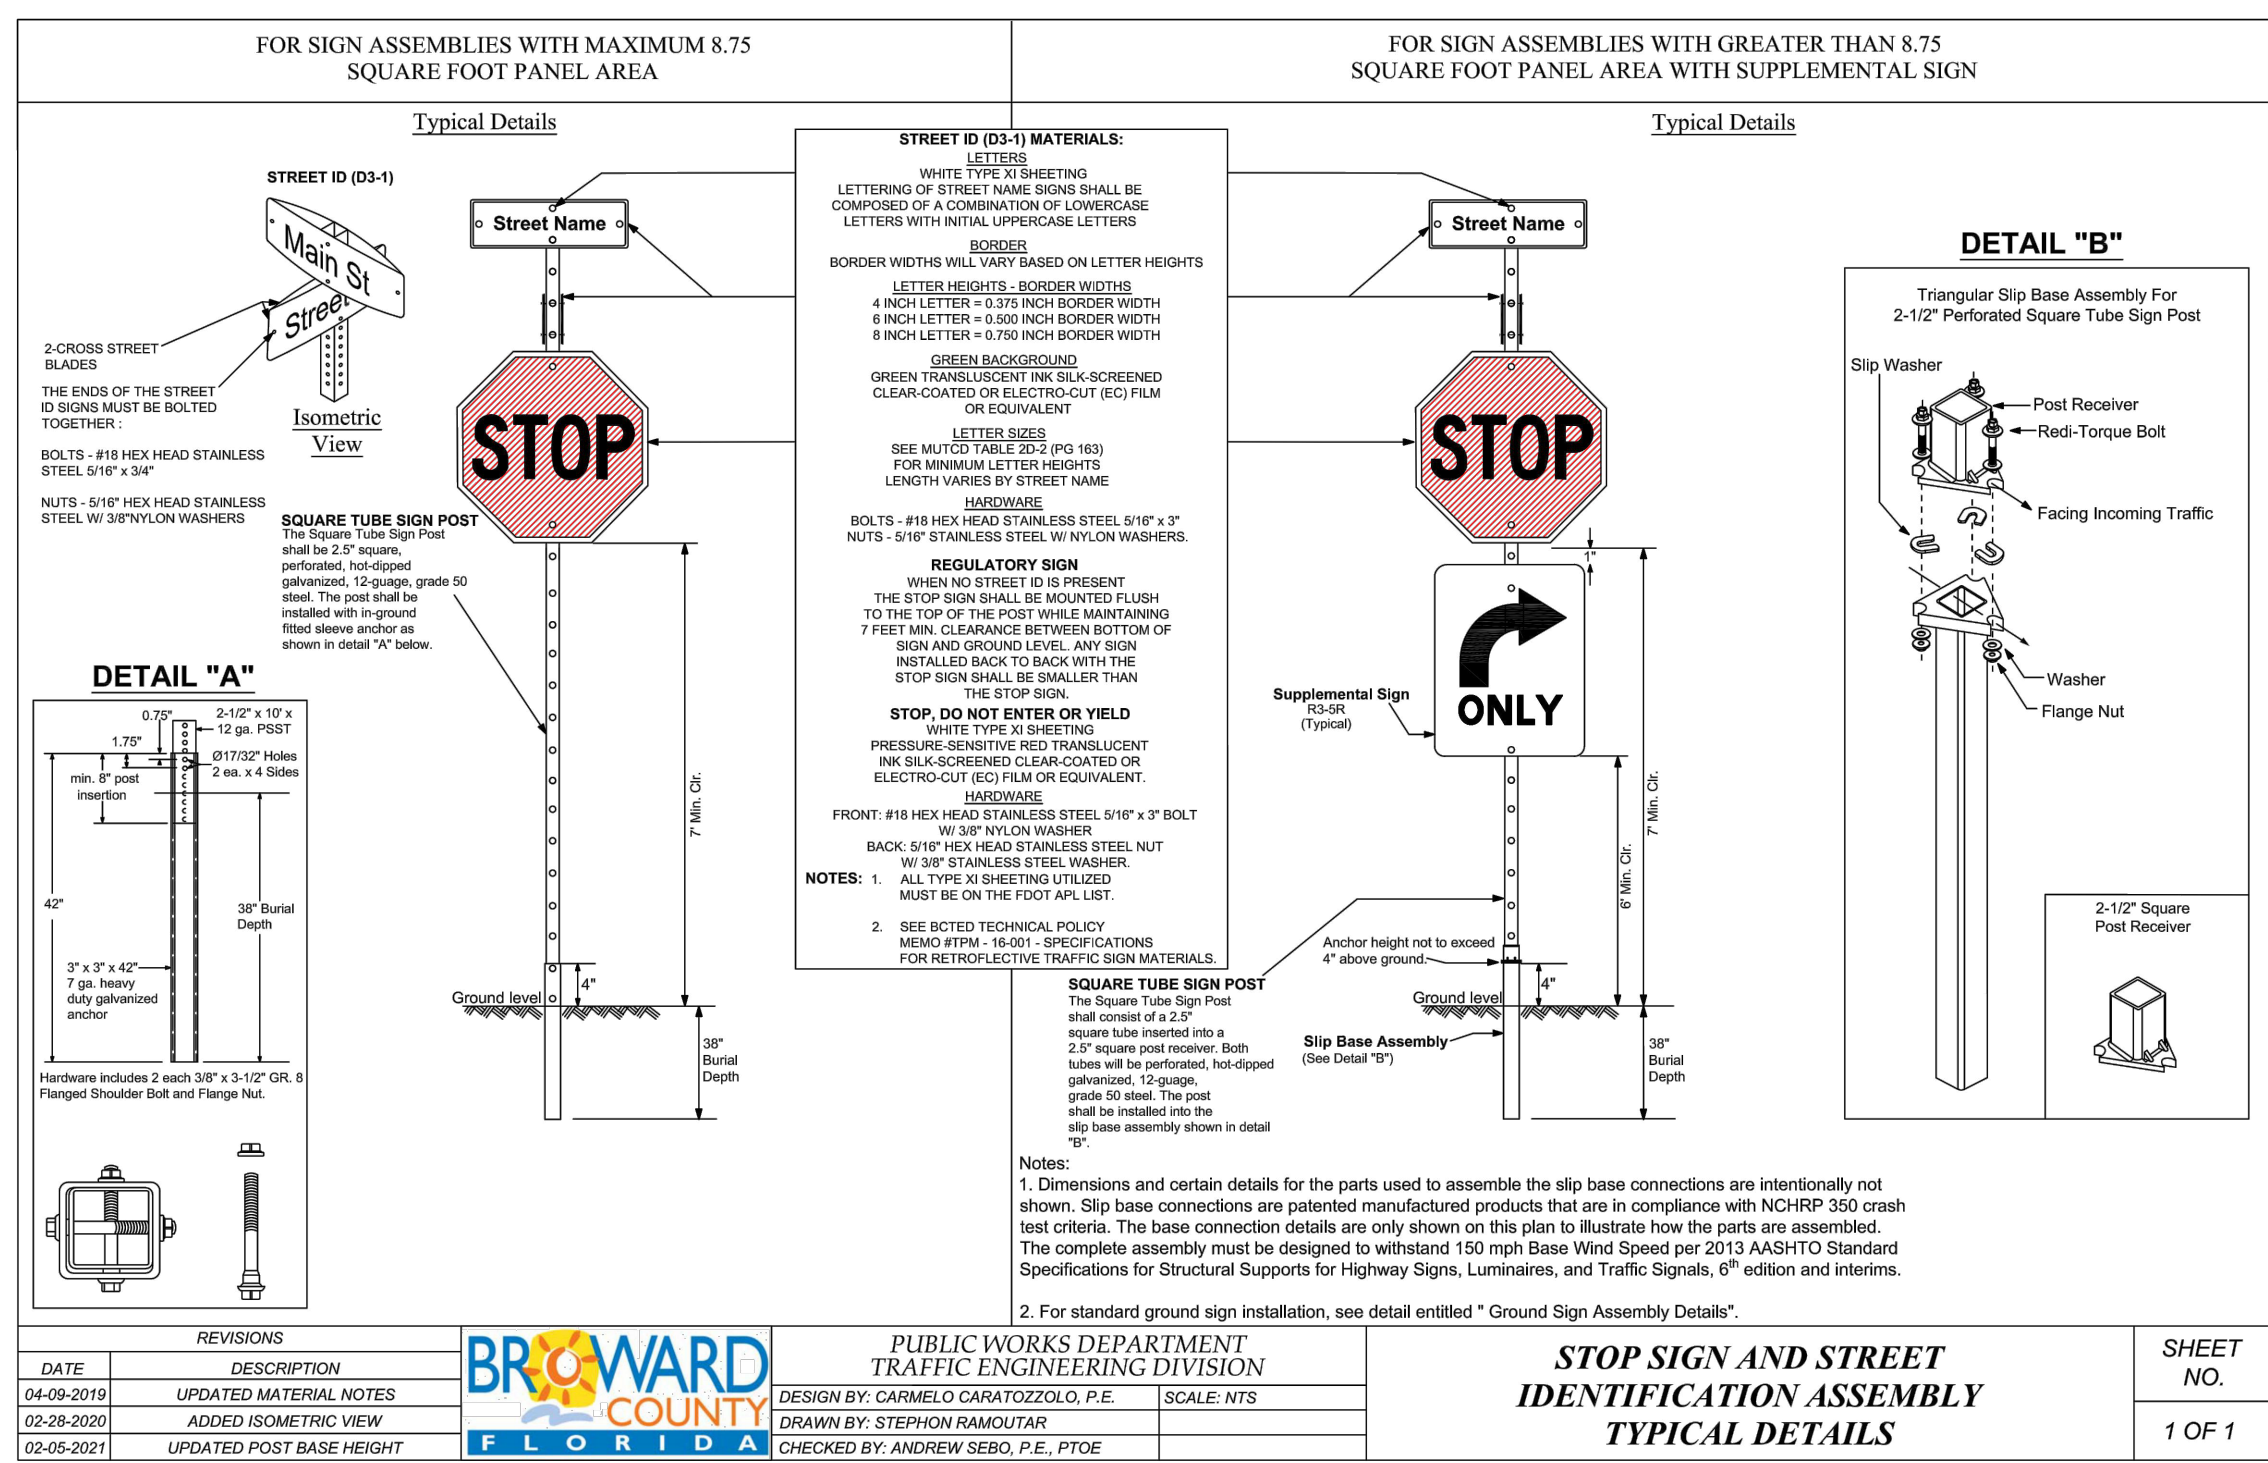 FOR SIGN ASSEMBLIES WITH MAXIMUM 8.75
SQUARE FOOT PANEL AREA
FOR SIGN ASSEMBLIES WITH GREATER THAN 8.75
SQUARE FOOT PANEL AREA WITH SUPPLEMENTAL SIGN
Typical Details
STREET ID (D3-1)
Main St
Street
2-CROSS STREET
BLADES
THE ENDS OF THE STREET
ID SIGNS MUST BE BOLTED
TOGETHER :
BOLTS - #18 HEX HEAD STAINLESS
STEEL 5/16" x 3/4"
NUTS - 5/16" HEX HEAD STAINLESS
STEEL W/ 3/8"NYLON WASHERS
Isometric
View
Street Name
STOP
SQUARE TUBE SIGN POST
The Square Tube Sign Post
shall be 2.5" square,
perforated, hot-dipped
galvanized, 12-guage, grade 50
steel. The post shall be
installed with in-ground
fitted sleeve anchor as
shown in detail "A" below.
7' Min. Clr.
4"
Ground level
38"
Burial
Depth
DETAIL "A"
0.75"
2-1/2" x 10' x
12 ga. PSST
1.75"
Ø17/32" Holes
2 ea. x 4 Sides
min. 8" post
insertion
42"
38" Burial
Depth
3" x 3" x 42"
7 ga. heavy
duty galvanized
anchor
Hardware includes 2 each 3/8" x 3-1/2" GR. 8
Flanged Shoulder Bolt and Flange Nut.
STREET ID (D3-1) MATERIALS:
LETTERS
WHITE TYPE XI SHEETING
LETTERING OF STREET NAME SIGNS SHALL BE
COMPOSED OF A COMBINATION OF LOWERCASE
LETTERS WITH INITIAL UPPERCASE LETTERS
BORDER
BORDER WIDTHS WILL VARY BASED ON LETTER HEIGHTS
LETTER HEIGHTS - BORDER WIDTHS
4 INCH LETTER = 0.375 INCH BORDER WIDTH
6 INCH LETTER = 0.500 INCH BORDER WIDTH
8 INCH LETTER = 0.750 INCH BORDER WIDTH
GREEN BACKGROUND
GREEN TRANSLUSCENT INK SILK-SCREENED
CLEAR-COATED OR ELECTRO-CUT (EC) FILM
OR EQUIVALENT
LETTER SIZES
SEE MUTCD TABLE 2D-2 (PG 163)
FOR MINIMUM LETTER HEIGHTS
LENGTH VARIES BY STREET NAME
HARDWARE
BOLTS - #18 HEX HEAD STAINLESS STEEL 5/16" x 3"
NUTS - 5/16" STAINLESS STEEL W/ NYLON WASHERS.
REGULATORY SIGN
WHEN NO STREET ID IS PRESENT
THE STOP SIGN SHALL BE MOUNTED FLUSH
TO THE TOP OF THE POST WHILE MAINTAINING
7 FEET MIN. CLEARANCE BETWEEN BOTTOM OF
SIGN AND GROUND LEVEL. ANY SIGN
INSTALLED BACK TO BACK WITH THE
STOP SIGN SHALL BE SMALLER THAN
THE STOP SIGN.
STOP, DO NOT ENTER OR YIELD
WHITE TYPE XI SHEETING
PRESSURE-SENSITIVE RED TRANSLUCENT
INK SILK-SCREENED CLEAR-COATED OR
ELECTRO-CUT (EC) FILM OR EQUIVALENT.
HARDWARE
FRONT: #18 HEX HEAD STAINLESS STEEL 5/16" x 3" BOLT
W/ 3/8" NYLON WASHER
BACK: 5/16" HEX HEAD STAINLESS STEEL NUT
W/ 3/8" STAINLESS STEEL WASHER.
NOTES: 1. ALL TYPE XI SHEETING UTILIZED
MUST BE ON THE FDOT APL LIST.
2. SEE BCTED TECHNICAL POLICY
MEMO #TPM - 16-001 - SPECIFICATIONS
FOR RETROFLECTIVE TRAFFIC SIGN MATERIALS.
Typical Details
Street Name
STOP
1"
ONLY
Supplemental Sign
R3-5R
(Typical)
7' Min. Clr.
6' Min. Clr.
Anchor height not to exceed
4" above ground.
4"
Ground level
SQUARE TUBE SIGN POST
The Square Tube Sign Post
shall consist of a 2.5"
square tube inserted into a
2.5" square post receiver. Both
tubes will be perforated, hot-dipped
galvanized, 12-guage,
grade 50 steel. The post
shall be installed into the
slip base assembly shown in detail
"B".
Slip Base Assembly
(See Detail "B")
38"
Burial
Depth
DETAIL "B"
Triangular Slip Base Assembly For
2-1/2" Perforated Square Tube Sign Post
Slip Washer
Post Receiver
Redi-Torque Bolt
Facing Incoming Traffic
Washer
Flange Nut
2-1/2" Square
Post Receiver
Notes:
1. Dimensions and certain details for the parts used to assemble the slip base connections are intentionally not
shown. Slip base connections are patented manufactured products that are in compliance with NCHRP 350 crash
test criteria. The base connection details are only shown on this plan to illustrate how the parts are assembled.
The complete assembly must be designed to withstand 150 mph Base Wind Speed per 2013 AASHTO Standard
Specifications for Structural Supports for Highway Signs, Luminaires, and Traffic Signals, 6th edition and interims.
2. For standard ground sign installation, see detail entitled " Ground Sign Assembly Details".
REVISIONS
DATE DESCRIPTION
04-09-2019 UPDATED MATERIAL NOTES
02-28-2020 ADDED ISOMETRIC VIEW
02-05-2021 UPDATED POST BASE HEIGHT
BROWARD
COUNTY
FLORIDA
PUBLIC WORKS DEPARTMENT
TRAFFIC ENGINEERING DIVISION
DESIGN BY: CARMELO CARATOZZOLO, P.E. SCALE: NTS
DRAWN BY: STEPHON RAMOUTAR
CHECKED BY: ANDREW SEBO, P.E., PTOE
STOP SIGN AND STREET
IDENTIFICATION ASSEMBLY
TYPICAL DETAILS
SHEET
NO.
1 OF 1